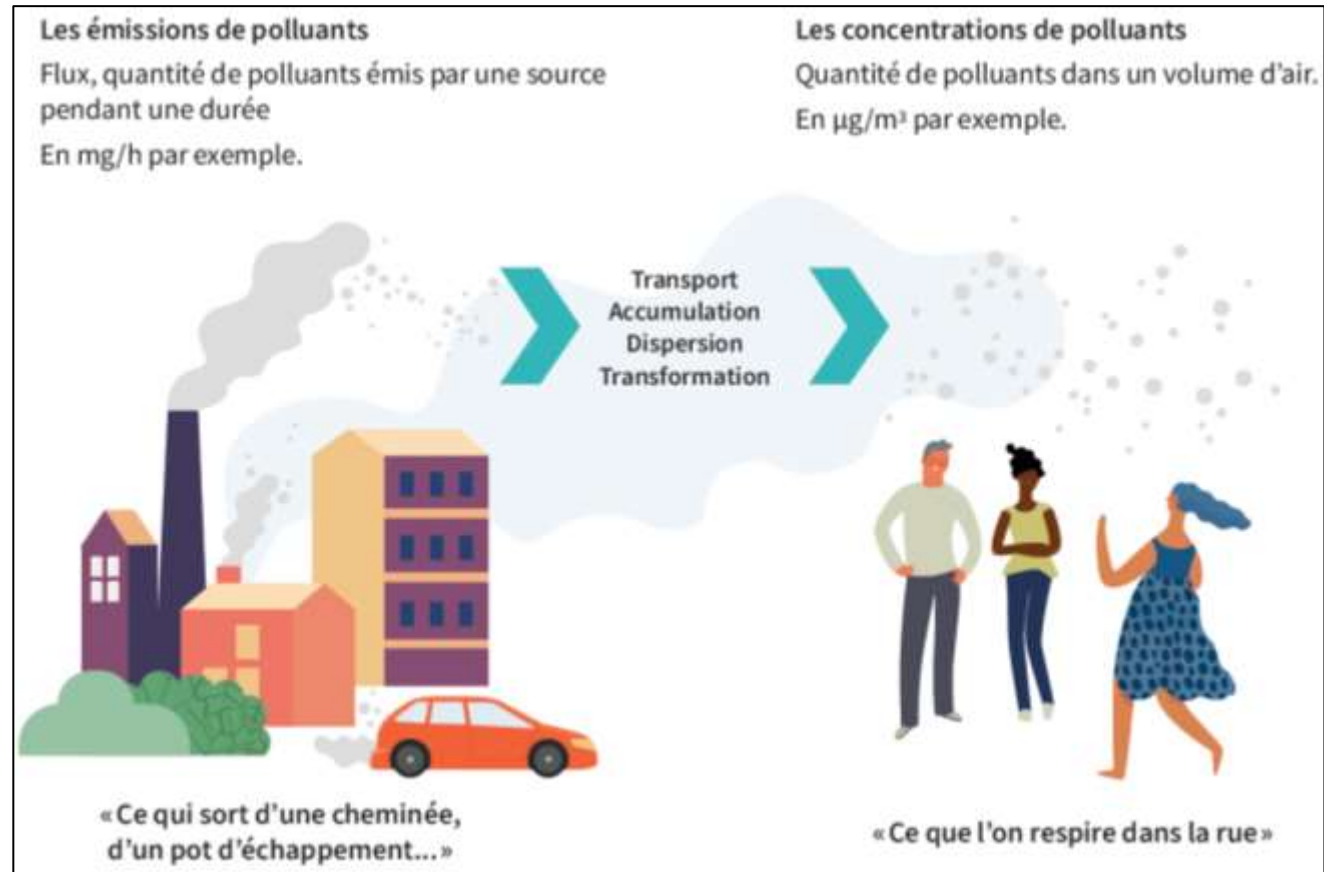 Les émissions de polluants
Flux, quantité de polluants émis par une source
pendant une durée
En mg/h par exemple.
Les concentrations de polluants
Quantité de polluants dans un volume d'air.
En µg/m³ par exemple.
Transport
Accumulation
Dispersion
Transformation
« Ce qui sort d'une cheminée,
d'un pot d'échappement... »
« Ce que l'on respire dans la rue »